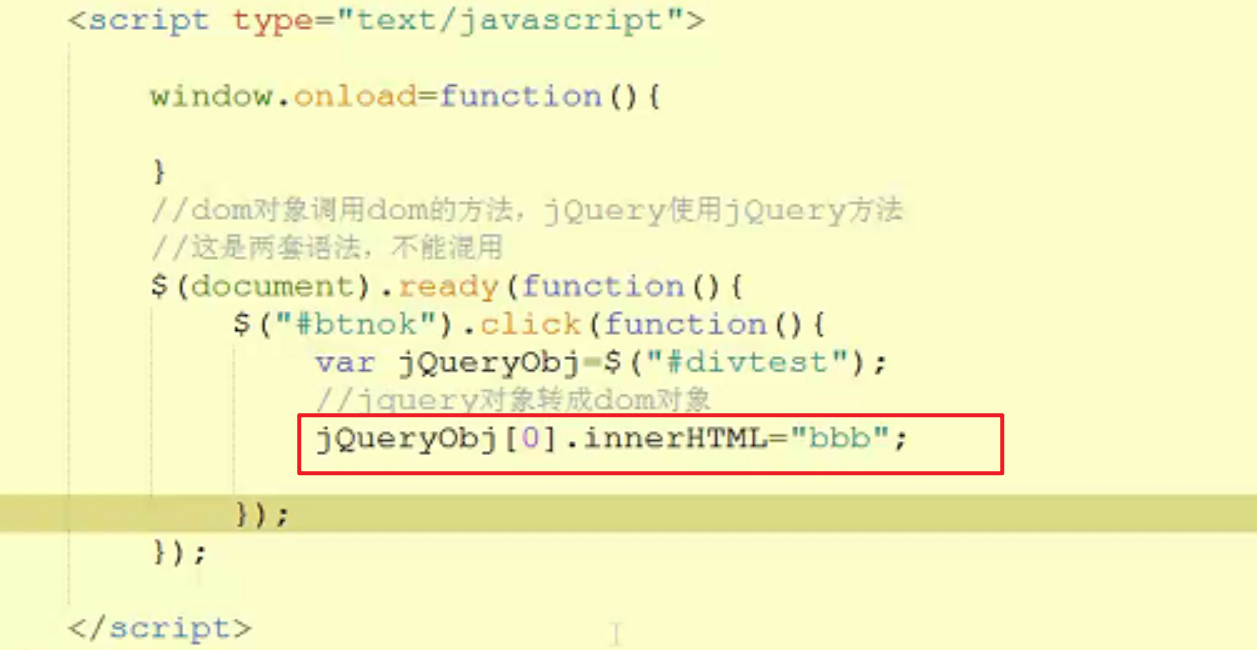 <script type="text/javascript">
window.onload=function(){
}
//dom对象调用dom的方法，jQuery使用jQuery方法
//这是两套语法，不能混用
$(document).ready(function(){
$("#btnok").click(function(){
var jQueryObj=$("#divtest");
//jquery对象转成dom对象
jQueryObj[0].innerHTML="bbb";
});
});
</script>